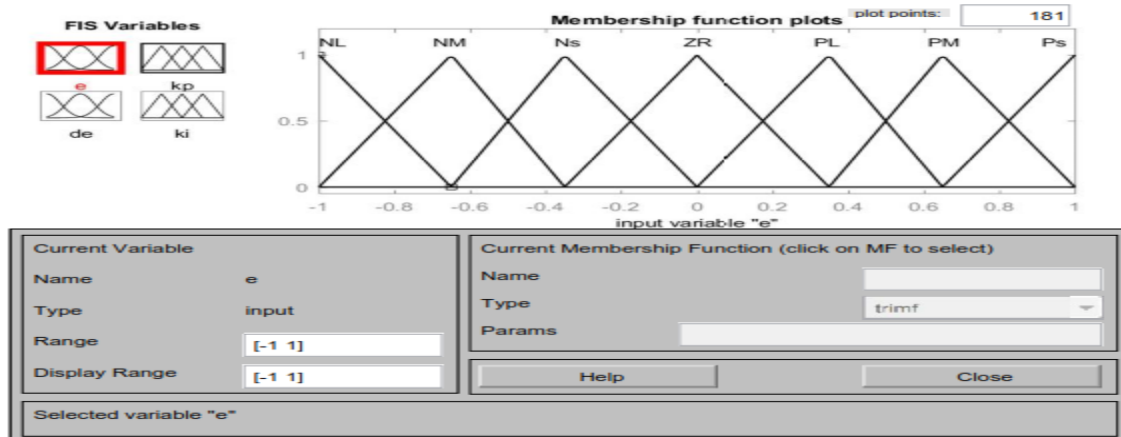 FIS Variables
e
kp
de
ki
Membership function plots
plot points:
181
NL NM Ns ZR PL PM Ps
1
0.5
0
-1 -0.8 -0.6 -0.4 -0.2 0 0.2 0.4 0.6 0.8 1
input variable "e"
Current Variable
Name e
Type input
Range [-1 1]
Display Range [-1 1]
Current Membership Function (click on MF to select)
Name
Type trimf
Params
Help
Close
Selected variable "e"